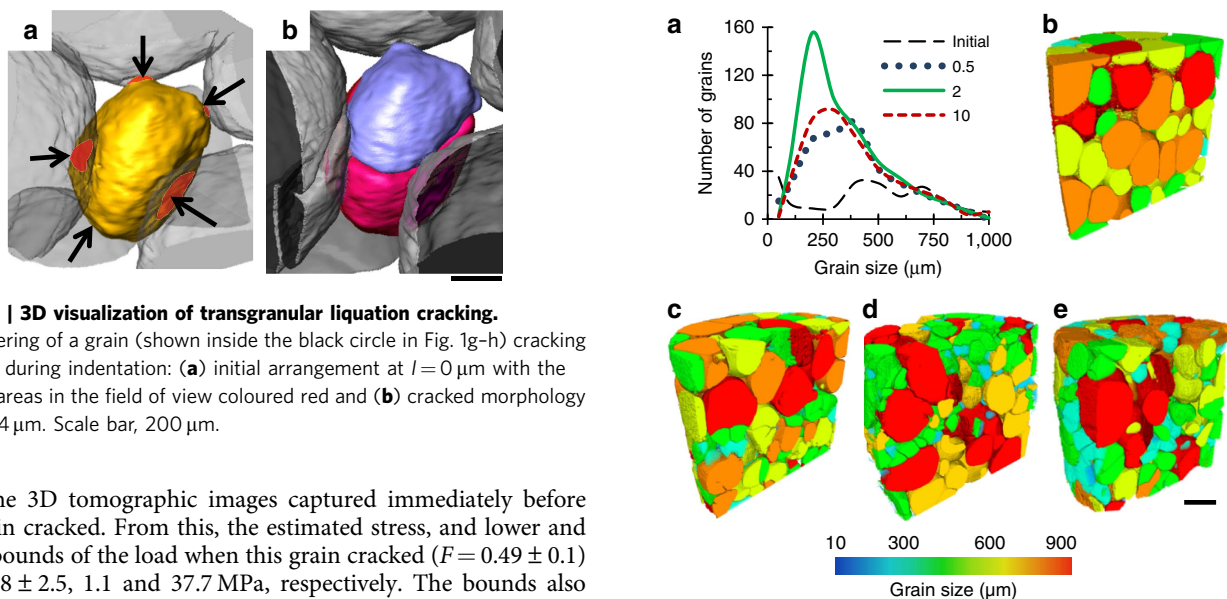 a
b
| 3D visualization of transgranular liquation cracking.
ering of a grain (shown inside the black circle in Fig. 1g–h) cracking
during indentation: (a) initial arrangement at l = 0 μm with the
areas in the field of view coloured red and (b) cracked morphology
4 μm. Scale bar, 200 μm.
ne 3D tomographic images captured immediately before
in cracked. From this, the estimated stress, and lower and
bounds of the load when this grain cracked (F = 0.49 ± 0.1)
8 ± 2.5, 1.1 and 37.7 MPa, respectively. The bounds also
a
160
120
80
40
0
Number of grains
Initial
0.5
2
10
0
250
500
750
1,000
Grain size (μm)
b
c
d
e
10
300
600
900
Grain size (μm)